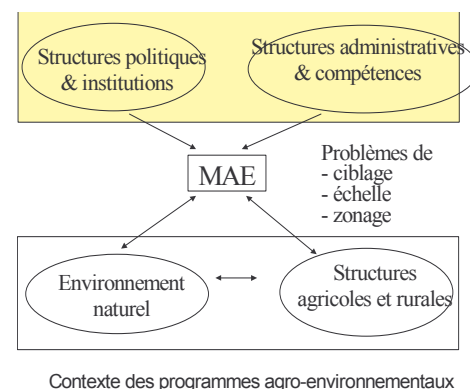 Structures politiques
& institutions
Structures administratives
& compétences
MAE
Problèmes de
- ciblage
- échelle
- zonage
Environnement
naturel
Structures
agricoles et rurales
Contexte des programmes agro-environnementaux